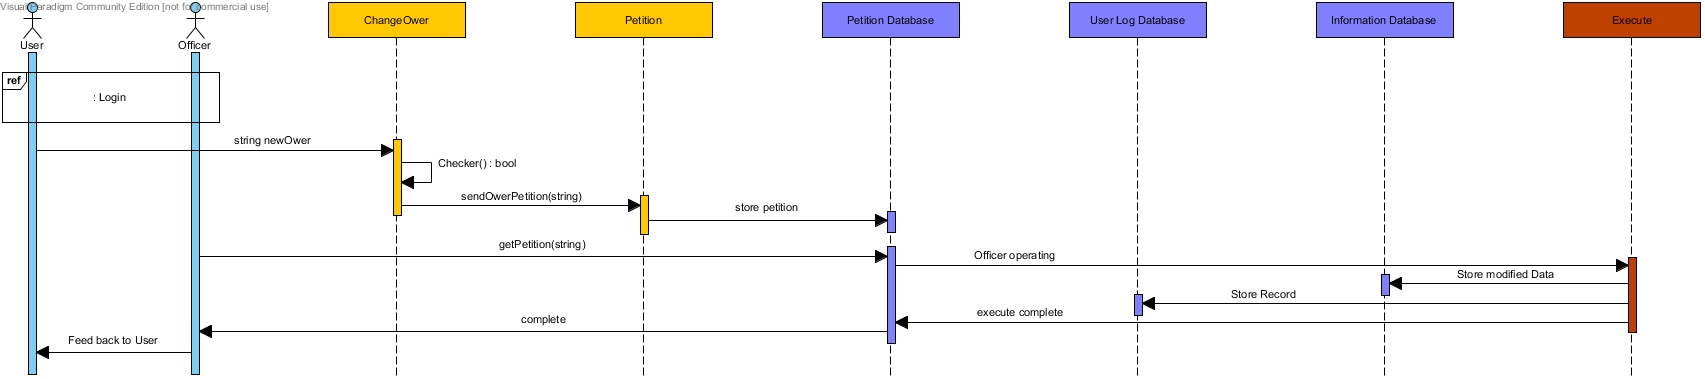 Visual Paradigm Community Edition [not for commercial use]
User
Officer
ChangeOwer
Petition
Petition Database
User Log Database
Information Database
Execute
ref
: Login
string newOwer
Checker() : bool
sendOwerPetition(string)
store petition
getPetition(string)
Officer operating
Store modified Data
Store Record
execute complete
complete
Feed back to User